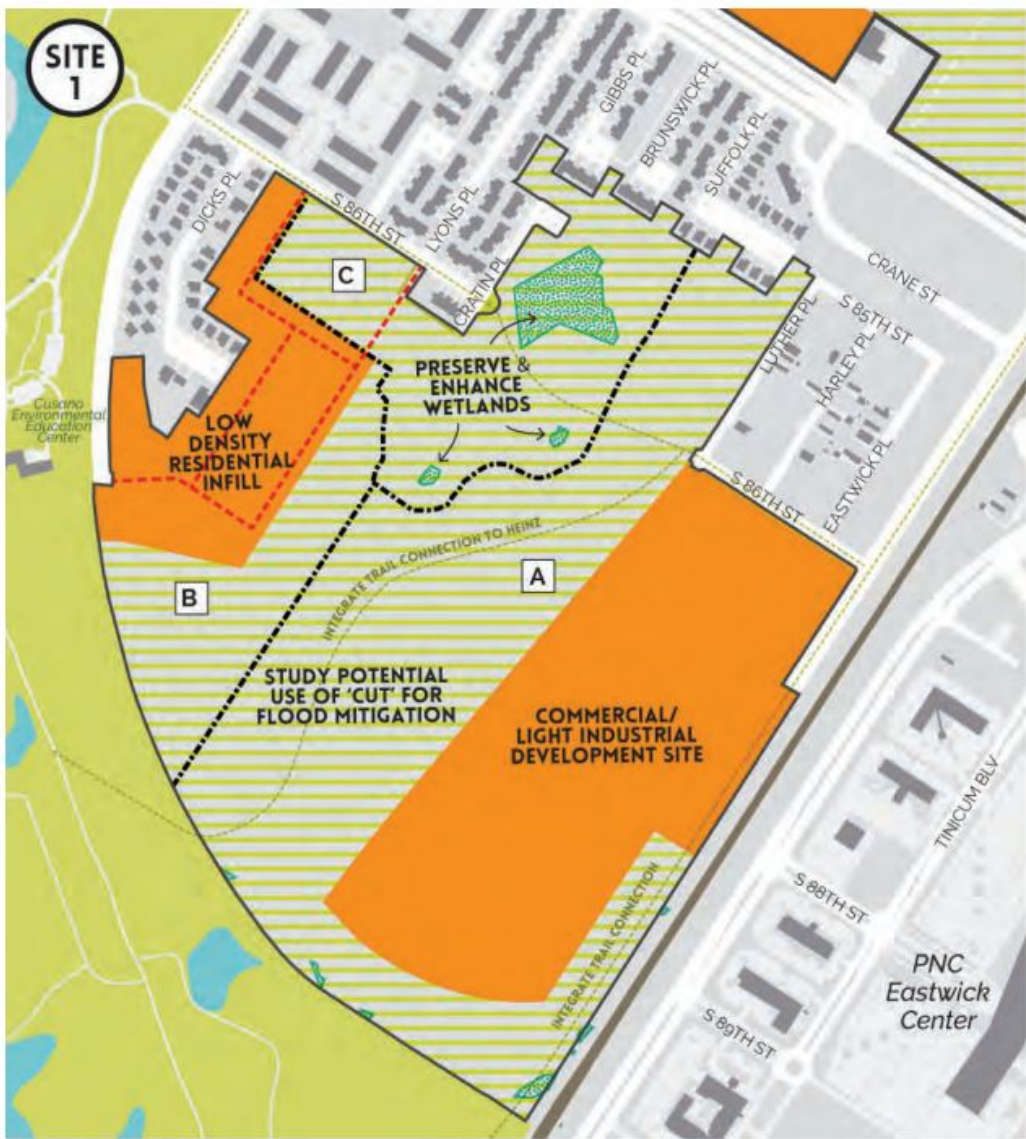 SITE
1
GIBBS PL
BRUNSWICK PL
SUFFOLK PL
DICKS PL
S 86TH ST
LYONS PL
CRATIN PL
CRANE ST
S 85TH ST
LUTHER PL
HARLEY PL
EASTWICK PL
S 86TH ST
C
PRESERVE &
ENHANCE
WETLANDS
Cusano
Environmental
Education
Center
LOW
DENSITY
RESIDENTIAL
INFILL
INTEGRATE TRAIL CONNECTION TO HEINZ
A
B
STUDY POTENTIAL
USE OF 'CUT' FOR
FLOOD MITIGATION
COMMERCIAL/
LIGHT INDUSTRIAL
DEVELOPMENT SITE
TINICUM BLV
S 88TH ST
INTEGRATE TRAIL CONNECTION
PNC
Eastwick
Center
S 89TH ST